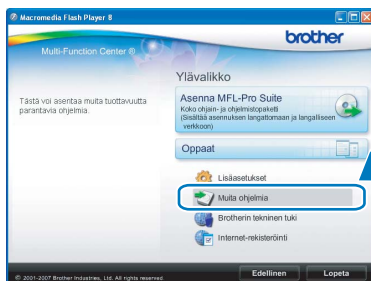 Macromedia Flash Player 8
brother
Multi-Function Center ®
Ylävalikko
Tästä voi asentaa muita tuottavuutta
parantavia ohjelmia.
Asenna MFL-Pro Suite
Koko ohjain- ja ohjelmistopaketti
(Sisältää asennuksen langattomaan ja langalliseen
verkkoon)
Oppaat
Lisäasetukset
Muita ohjelmia
Brotherin tekninen tuki
Internet-rekisteröinti
© 2001-2007 Brother Industries, Ltd. All rights reserved.
Edellinen
Lopeta